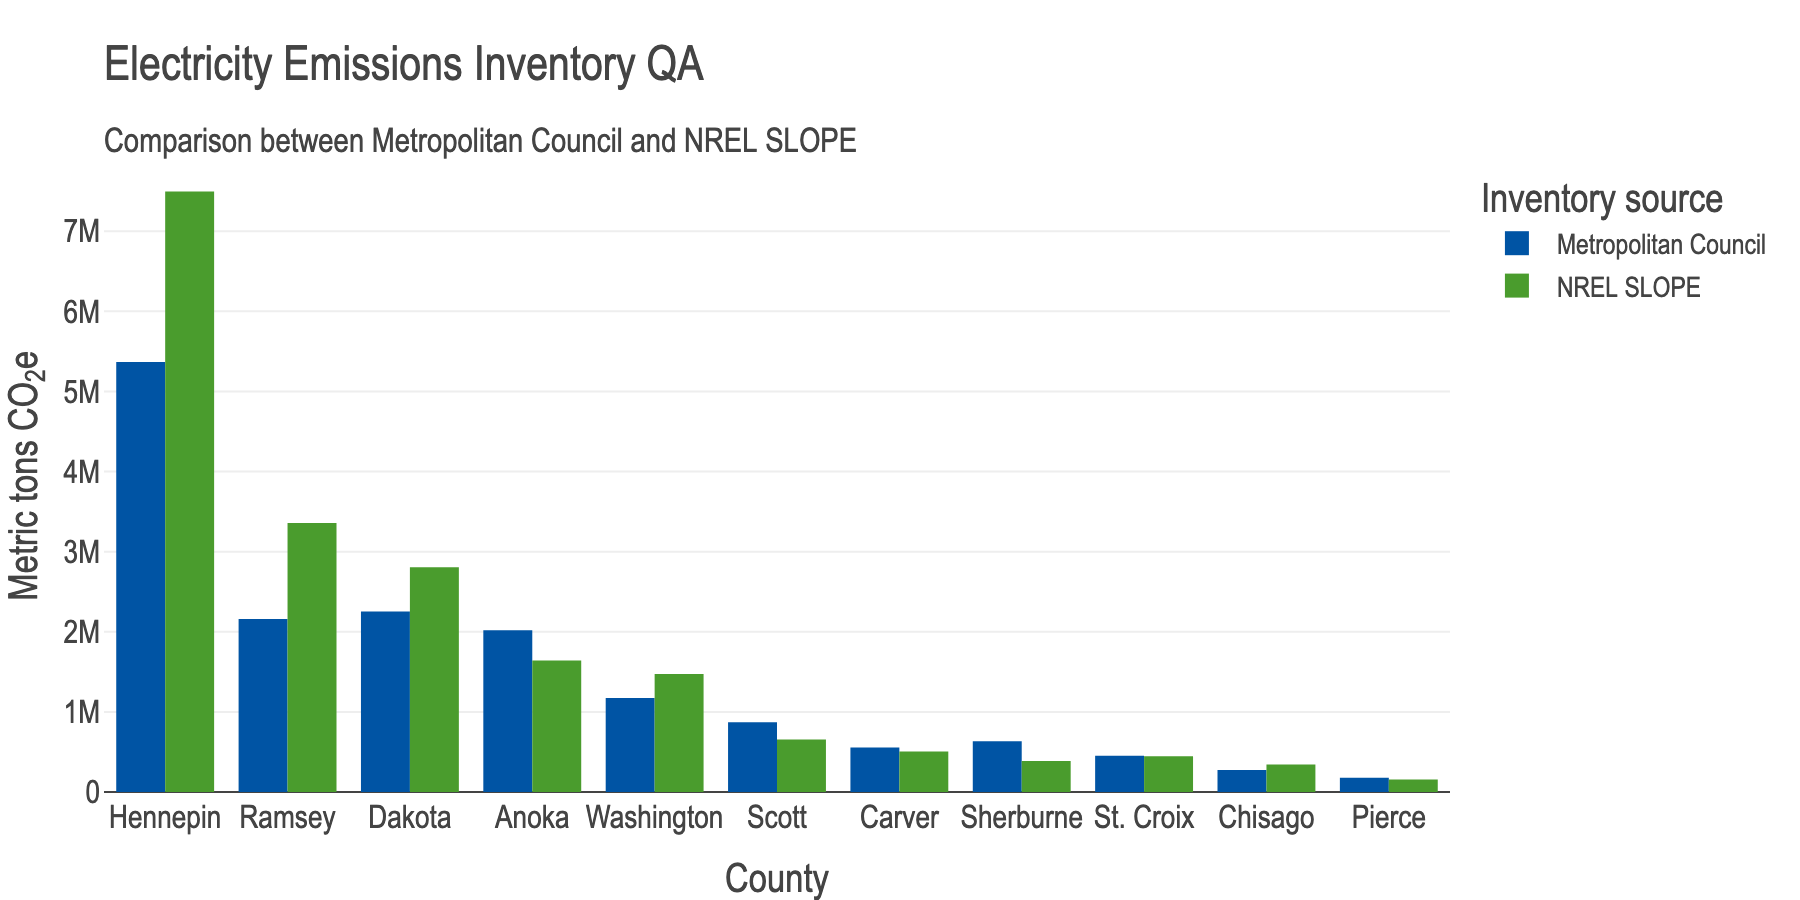 Electricity Emissions Inventory QA
Comparison between Metropolitan Council and NREL SLOPE
Inventory source
Metropolitan Council
NREL SLOPE
Metric tons CO₂e
7M
6M
5M
4M
3M
2M
1M
0
Hennepin Ramsey Dakota Anoka Washington Scott Carver Sherburne St. Croix Chisago Pierce
County